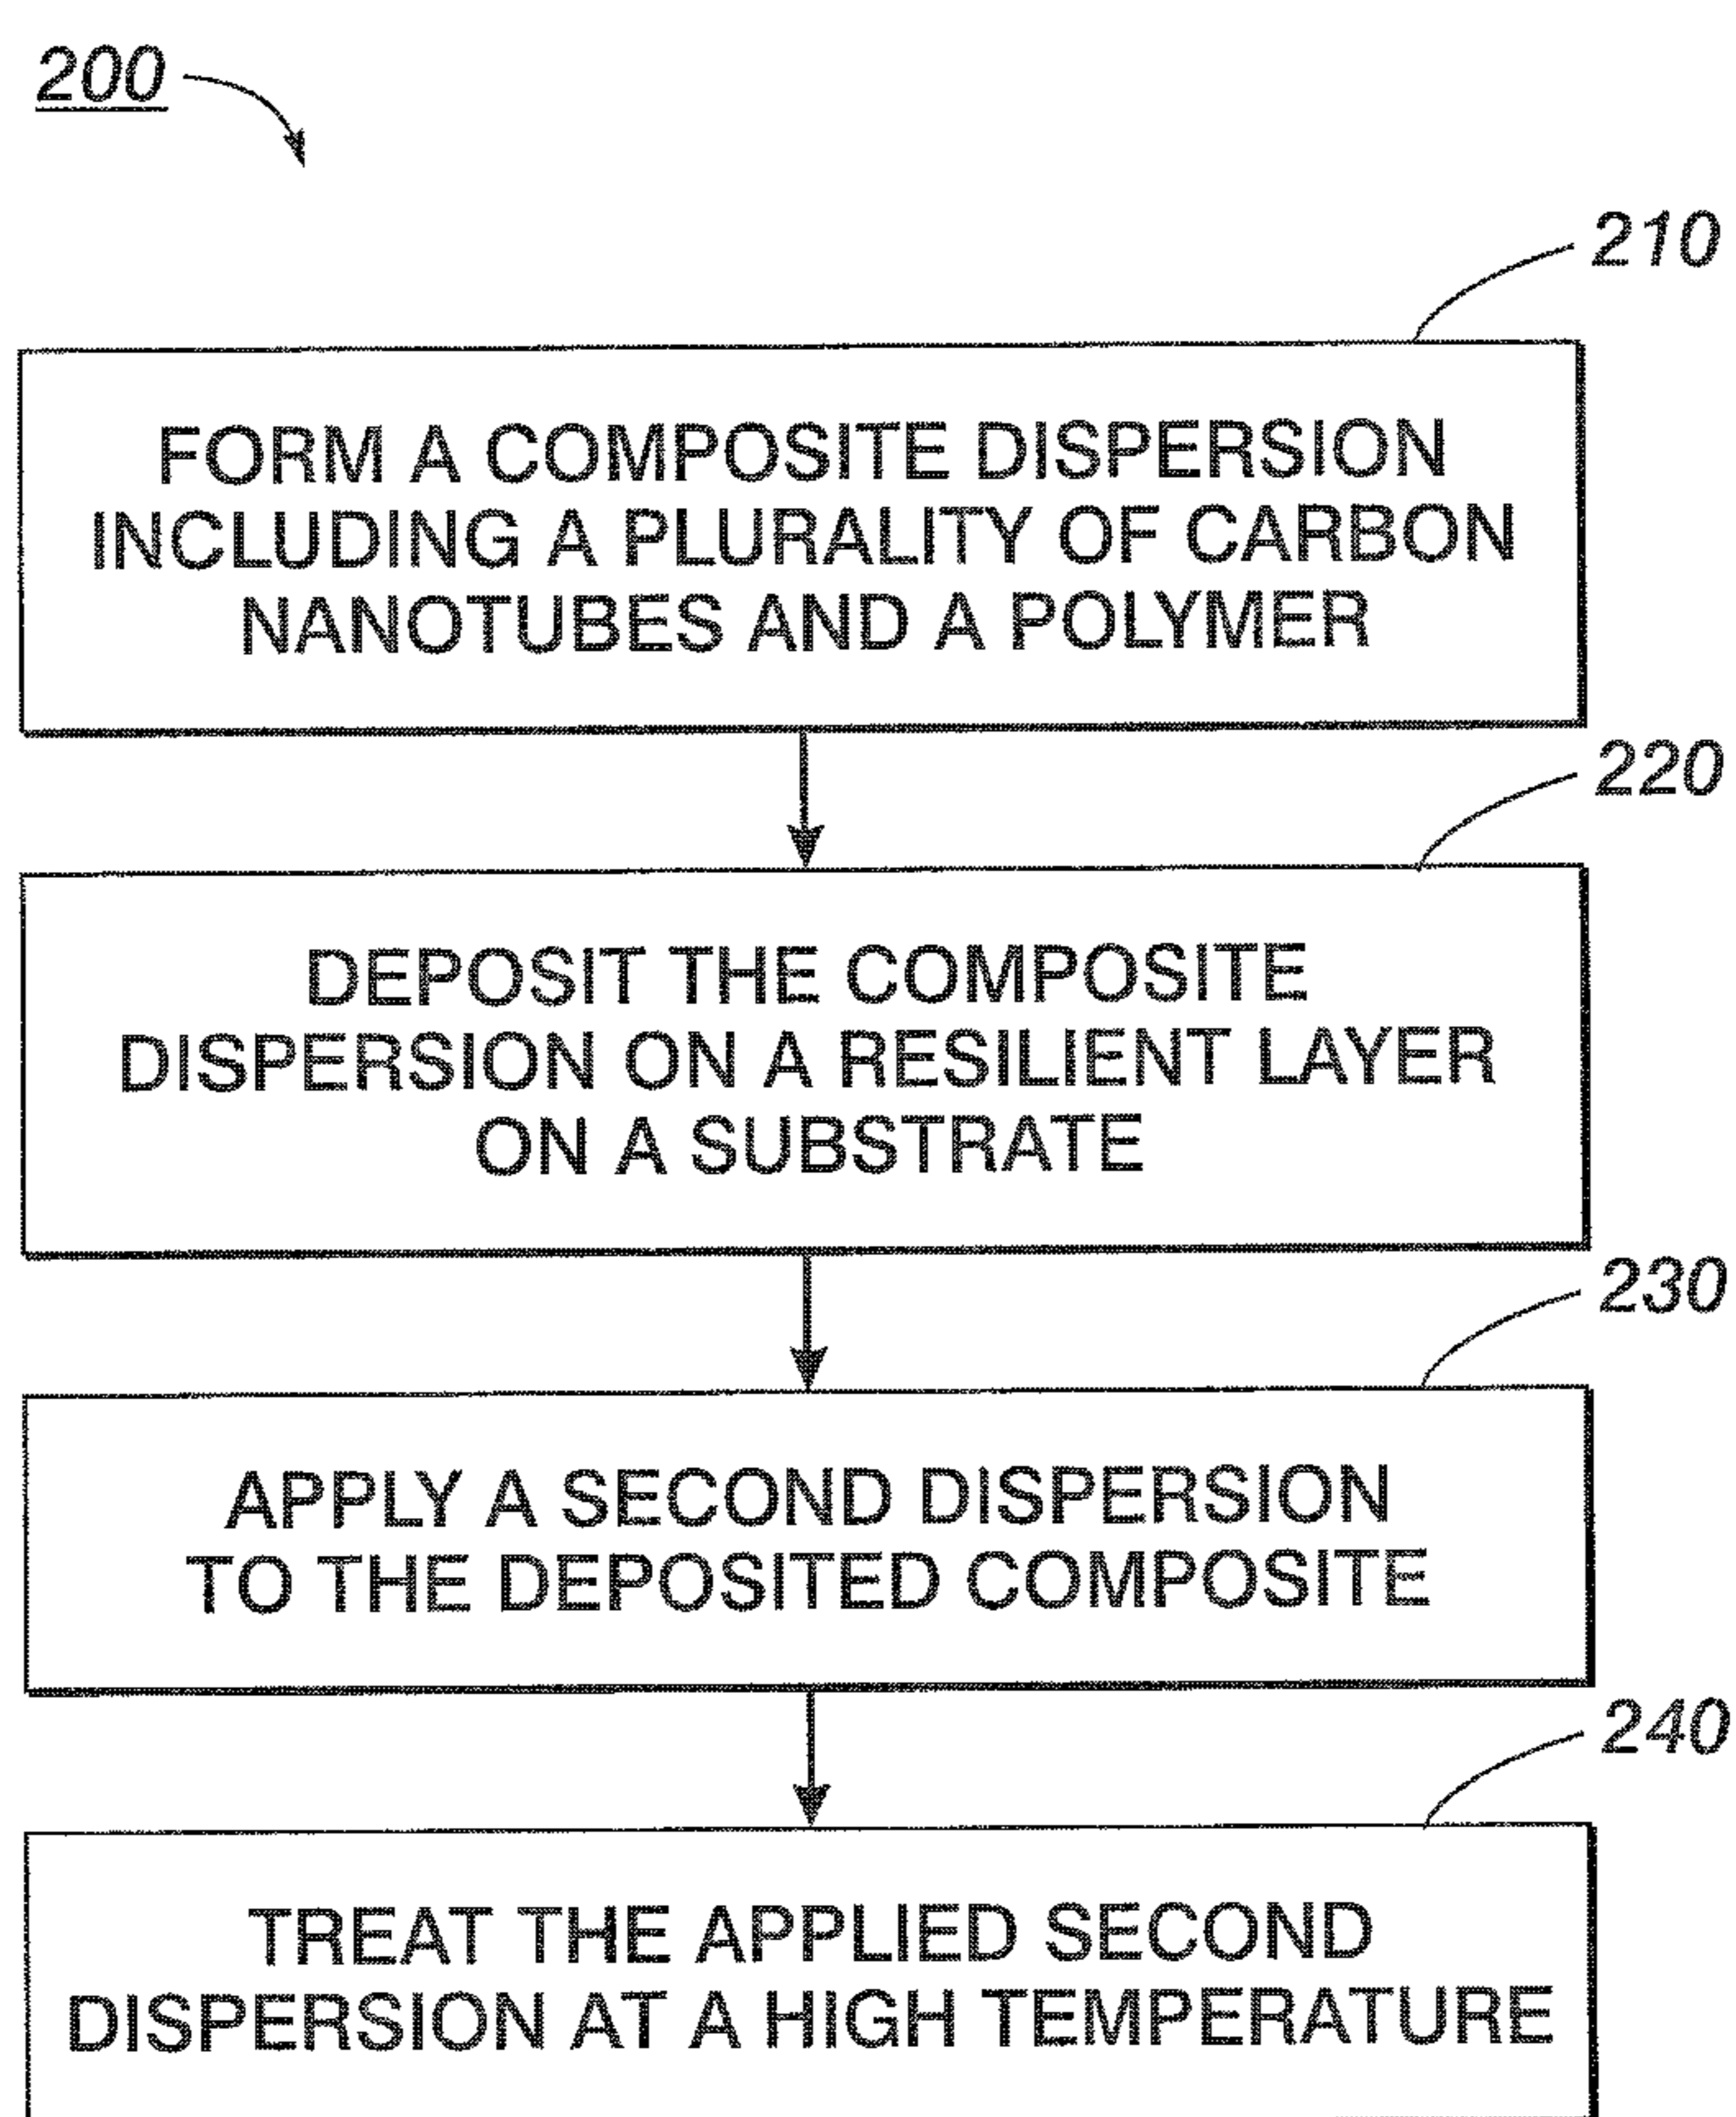 200
210
FORM A COMPOSITE DISPERSION
INCLUDING A PLURALITY OF CARBON
NANOTUBES AND A POLYMER
220
DEPOSIT THE COMPOSITE
DISPERSION ON A RESILIENT LAYER
ON A SUBSTRATE
230
APPLY A SECOND DISPERSION
TO THE DEPOSITED COMPOSITE
240
TREAT THE APPLIED SECOND
DISPERSION AT A HIGH TEMPERATURE